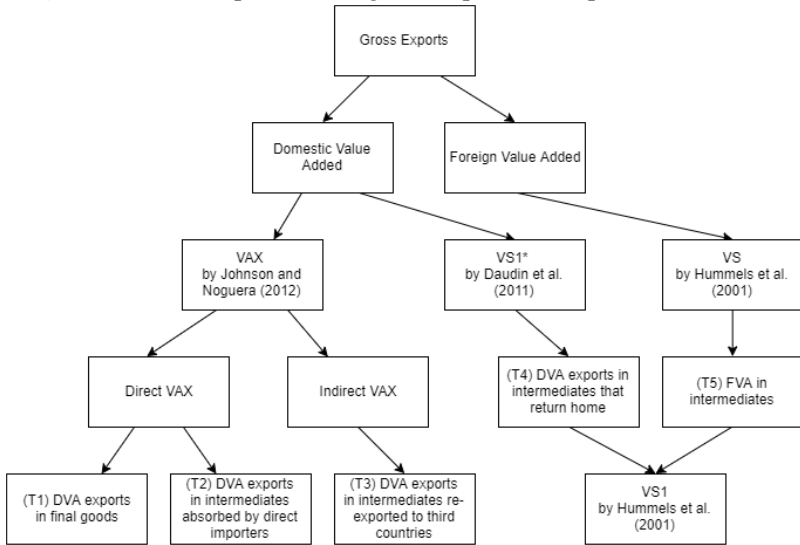 Gross Exports
Domestic Value
Added
Foreign Value Added
VAX
by Johnson and
Noguera (2012)
VS1*
by Daudin et al.
(2011)
VS
by Hummels et al.
(2001)
Direct VAX
Indirect VAX
(T4) DVA exports in
intermediates that
return home
(T5) FVA in
intermediates
(T1) DVA exports
in final goods
(T2) DVA exports
in intermediates
absorbed by direct
importers
(T3) DVA exports
in intermediates re-
exported to third
countries
VS1
by Hummels et al.
(2001)